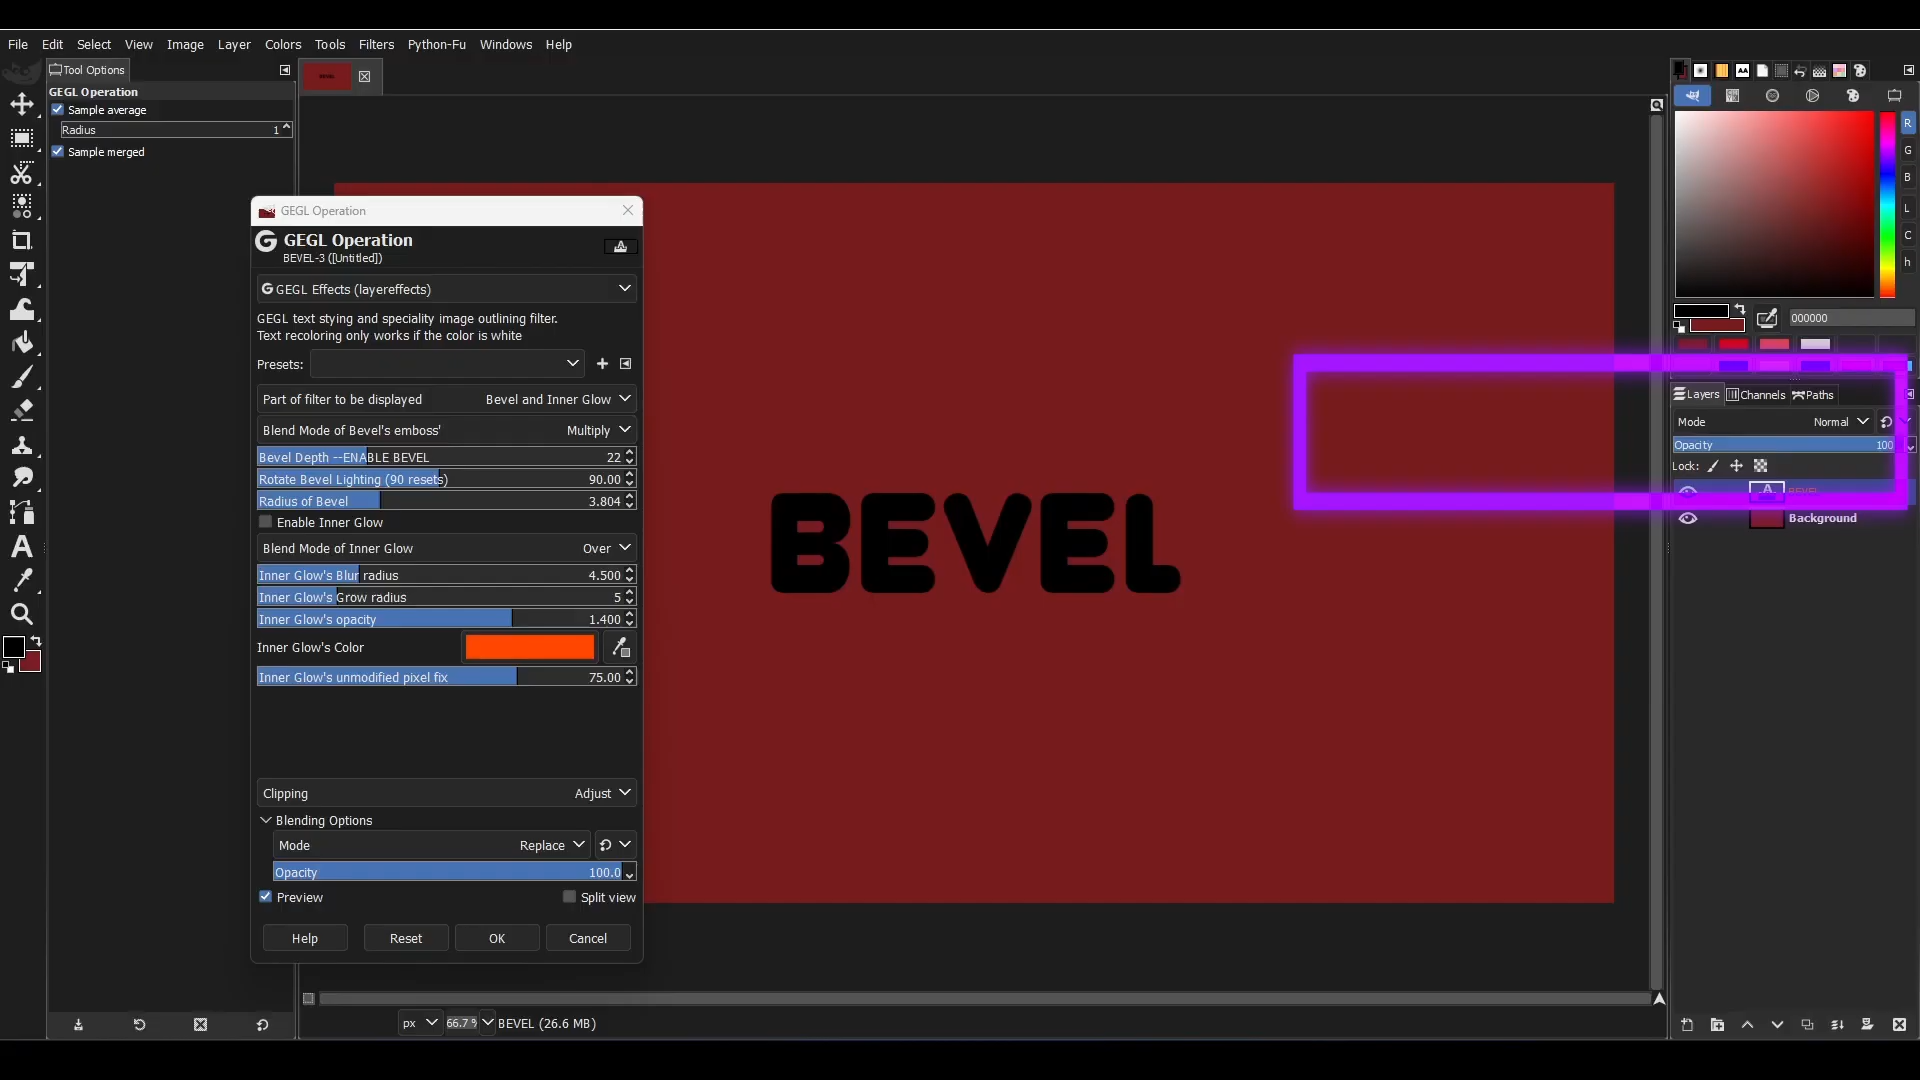 File Edit Select View Image Layer Colors Tools Filters Python-Fu Windows Help
Tool Options
GEGL Operation
Sample average
Radius 1
Sample merged
GEGL Operation
GEGL Operation
BEVEL-3 ([Untitled])
GEGL Effects (layereffects)
GEGL text stying and speciality image outlining filter.
Text recoloring only works if the color is white
Presets:
Part of filter to be displayed Bevel and Inner Glow
Blend Mode of Bevel's emboss' Multiply
Bevel Depth --ENABLE BEVEL 22
Rotate Bevel Lighting (90 resets) 90.00
Radius of Bevel 3.804
Enable Inner Glow
Blend Mode of Inner Glow Over
Inner Glow's Blur radius 4.500
Inner Glow's Grow radius 5
Inner Glow's opacity 1.400
Inner Glow's Color
Inner Glow's unmodified pixel fix 75.00
Clipping Adjust
Blending Options
Mode Replace
Opacity 100.0
Preview Split view
Help Reset OK Cancel
BEVEL
px 66.7 % BEVEL (26.6 MB)
R
G
B
L
C
h
000000
Layers Channels Paths
Mode Normal
Opacity 100
Lock:
BEVEL
Background